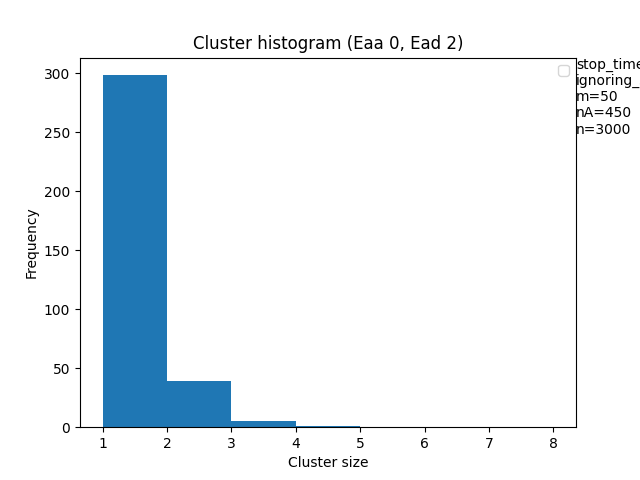 Cluster histogram (Eaa 0, Ead 2)
stop_time
ignoring_
m=50
nA=450
n=3000
300
250
200
150
100
50
0
Frequency
1 2 3 4 5 6 7 8
Cluster size